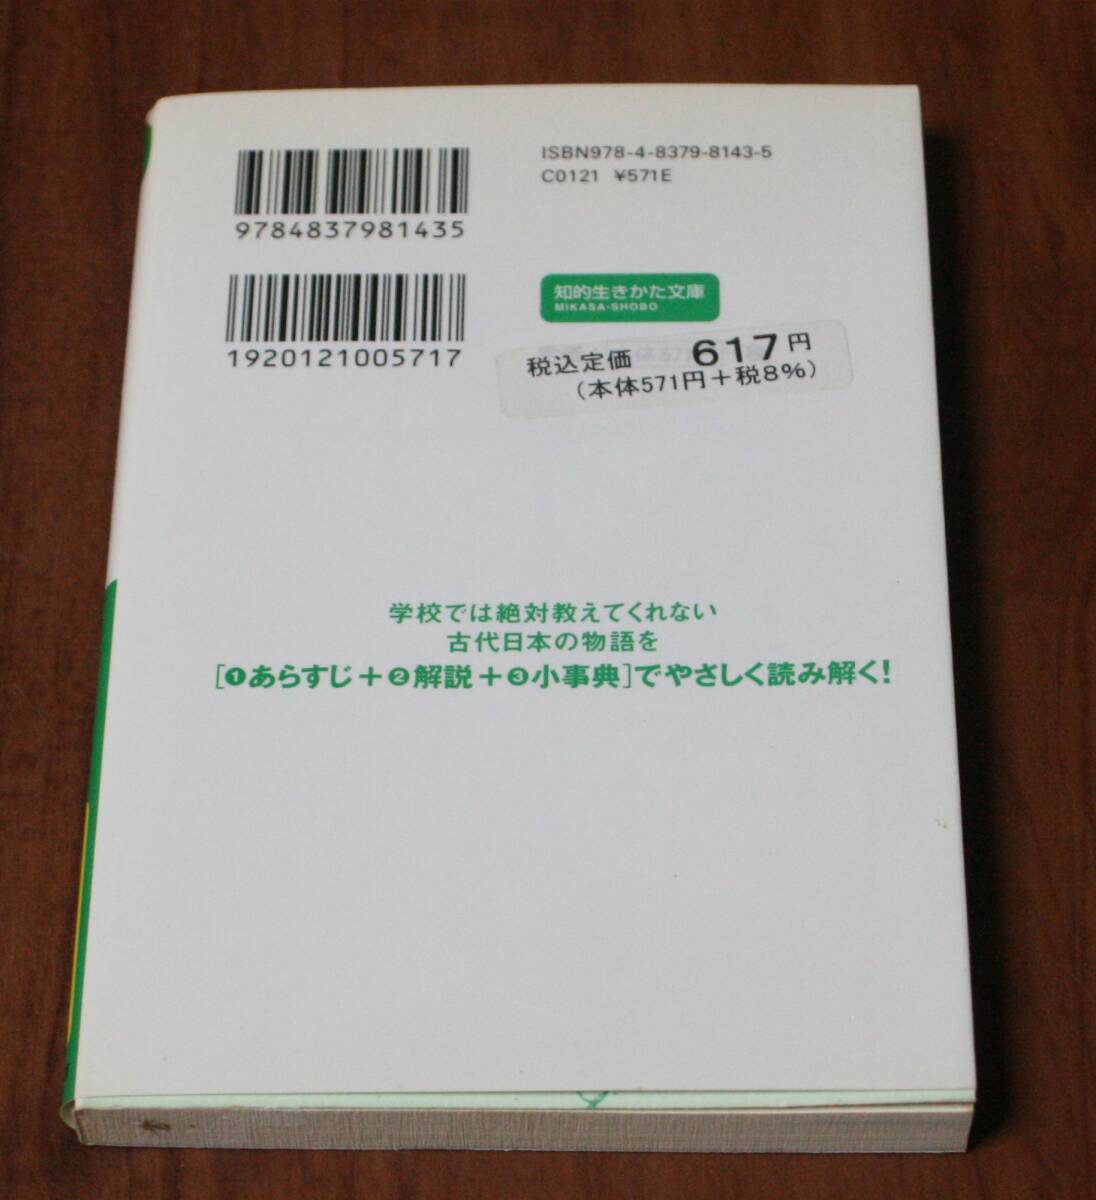 ISBN978-4-8379-8143-5
C0121 ¥571E
9784837981435
1920121005717
知的生きかた文庫
MIKASA-SHOBO
税込定価 617円
(本体571円+税8%)
学校では絶対教えてくれない
古代日本の物語を
[❶あらすじ+❷解説+❸小事典]でやさしく読み解く!